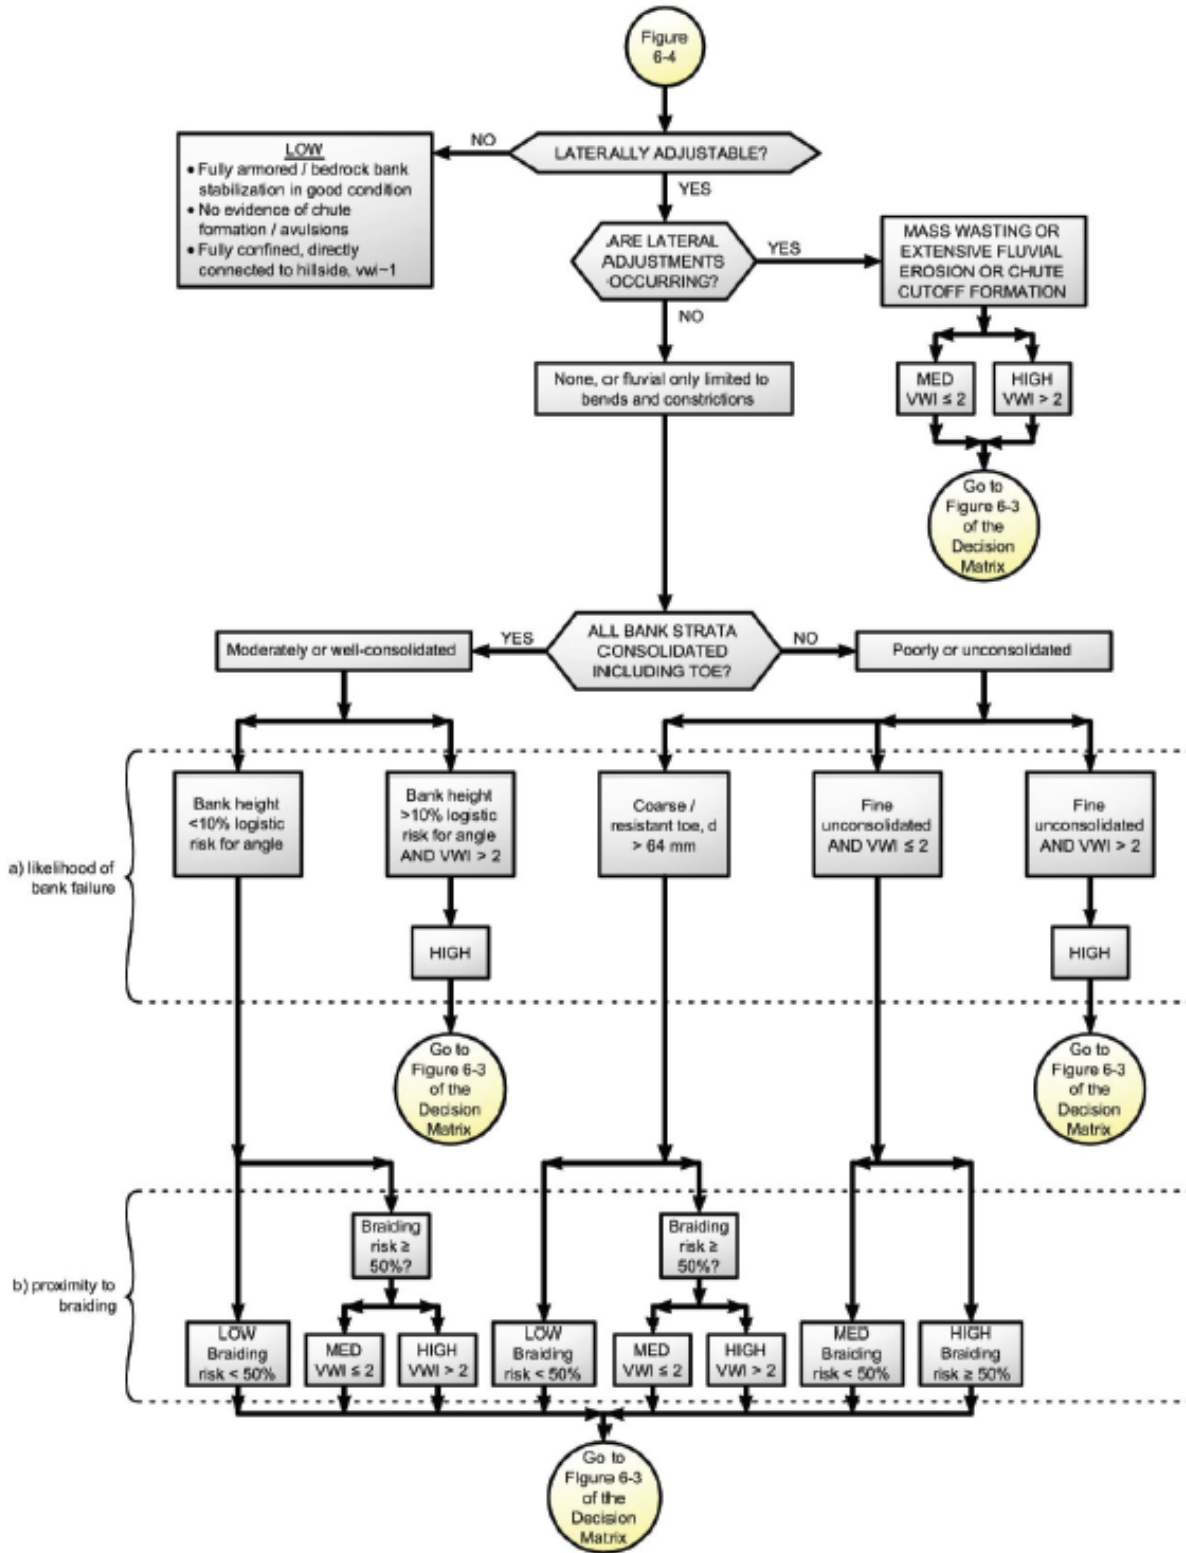 Figure
6-4
LATERALLY ADJUSTABLE?
NO
YES
LOW
• Fully armored / bedrock bank
stabilization in good condition
• No evidence of chute
formation / avulsions
• Fully confined, directly
connected to hillside, vwi~1
ARE LATERAL
ADJUSTMENTS
OCCURRING?
YES
NO
MASS WASTING OR
EXTENSIVE FLUVIAL
EROSION OR CHUTE
CUTOFF FORMATION
MED
VWI ≤ 2
HIGH
VWI > 2
Go to
Figure 6-3
of the
Decision
Matrix
None, or fluvial only limited to
bends and constrictions
ALL BANK STRATA
CONSOLIDATED
INICLUDING TOE?
YES
NO
Moderately or well-consolidated
Poorly or unconsolidated
a) likelihood of
bank failure
Bank height
<10% logistic
risk for angle
Bank height
>10% logistic
risk for angle
AND VWI > 2
Coarse /
resistant toe, d
> 64 mm
Fine
unconsolidated
AND VWI ≤ 2
Fine
unconsolidated
AND VWI > 2
HIGH
HIGH
Go to
Figure 6-3
of the
Decision
Matrix
Go to
Figure 6-3
of the
Decision
Matrix
b) proximity to
braiding
Braiding
risk ≥
50%?
Braiding
risk ≥
50%?
LOW
Braiding
risk < 50%
MED
VWI ≤ 2
HIGH
VWI > 2
LOW
Braiding
risk < 50%
MED
VWI ≤ 2
HIGH
VWI > 2
MED
Braiding
risk < 50%
HIGH
Braiding
risk ≥ 50%
Go to
Figure 6-3
of the
Decision
Matrix